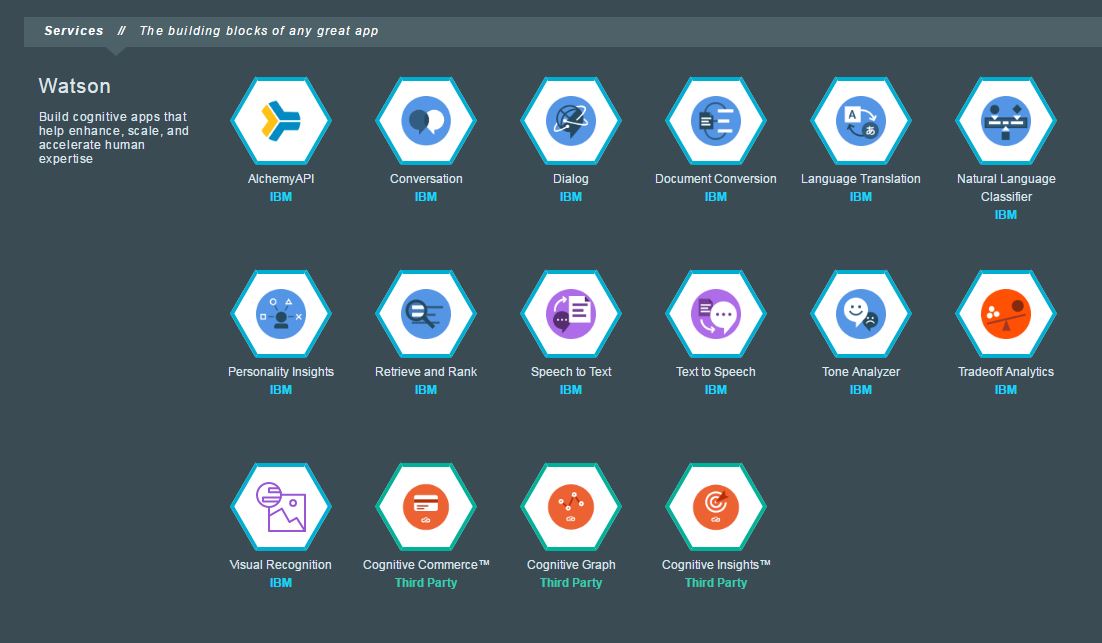 Services // The building blocks of any great app
Watson
Build cognitive apps that
help enhance, scale, and
accelerate human
expertise
AlchemyAPI
IBM
Conversation
IBM
Dialog
IBM
Document Conversion
IBM
A
あ
Language Translation
IBM
Natural Language
Classifier
IBM
Personality Insights
IBM
Retrieve and Rank
IBM
Speech to Text
IBM
Text to Speech
IBM
Tone Analyzer
IBM
Tradeoff Analytics
IBM
Visual Recognition
IBM
Cognitive Commerce™
Third Party
Cognitive Graph
Third Party
Cognitive Insights™
Third Party